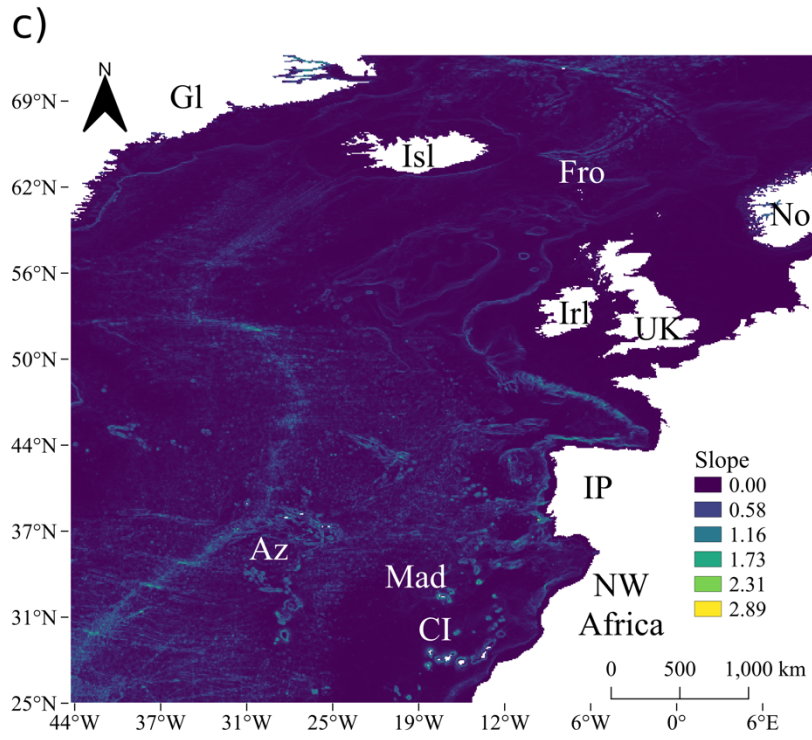 c)
N
69°N
Gl
Isl
62°N
Fro
No
56°N
Irl
UK
50°N
44°N
Slope
0.00
IP
0.58
1.16
37°N
1.73
Az
2.31
Mad
NW
2.89
31°N
CI
Africa
0 500 1,000 km
25°N
44°W 37°W 31°W 25°W 19°W 12°W 6°W 0° 6°E